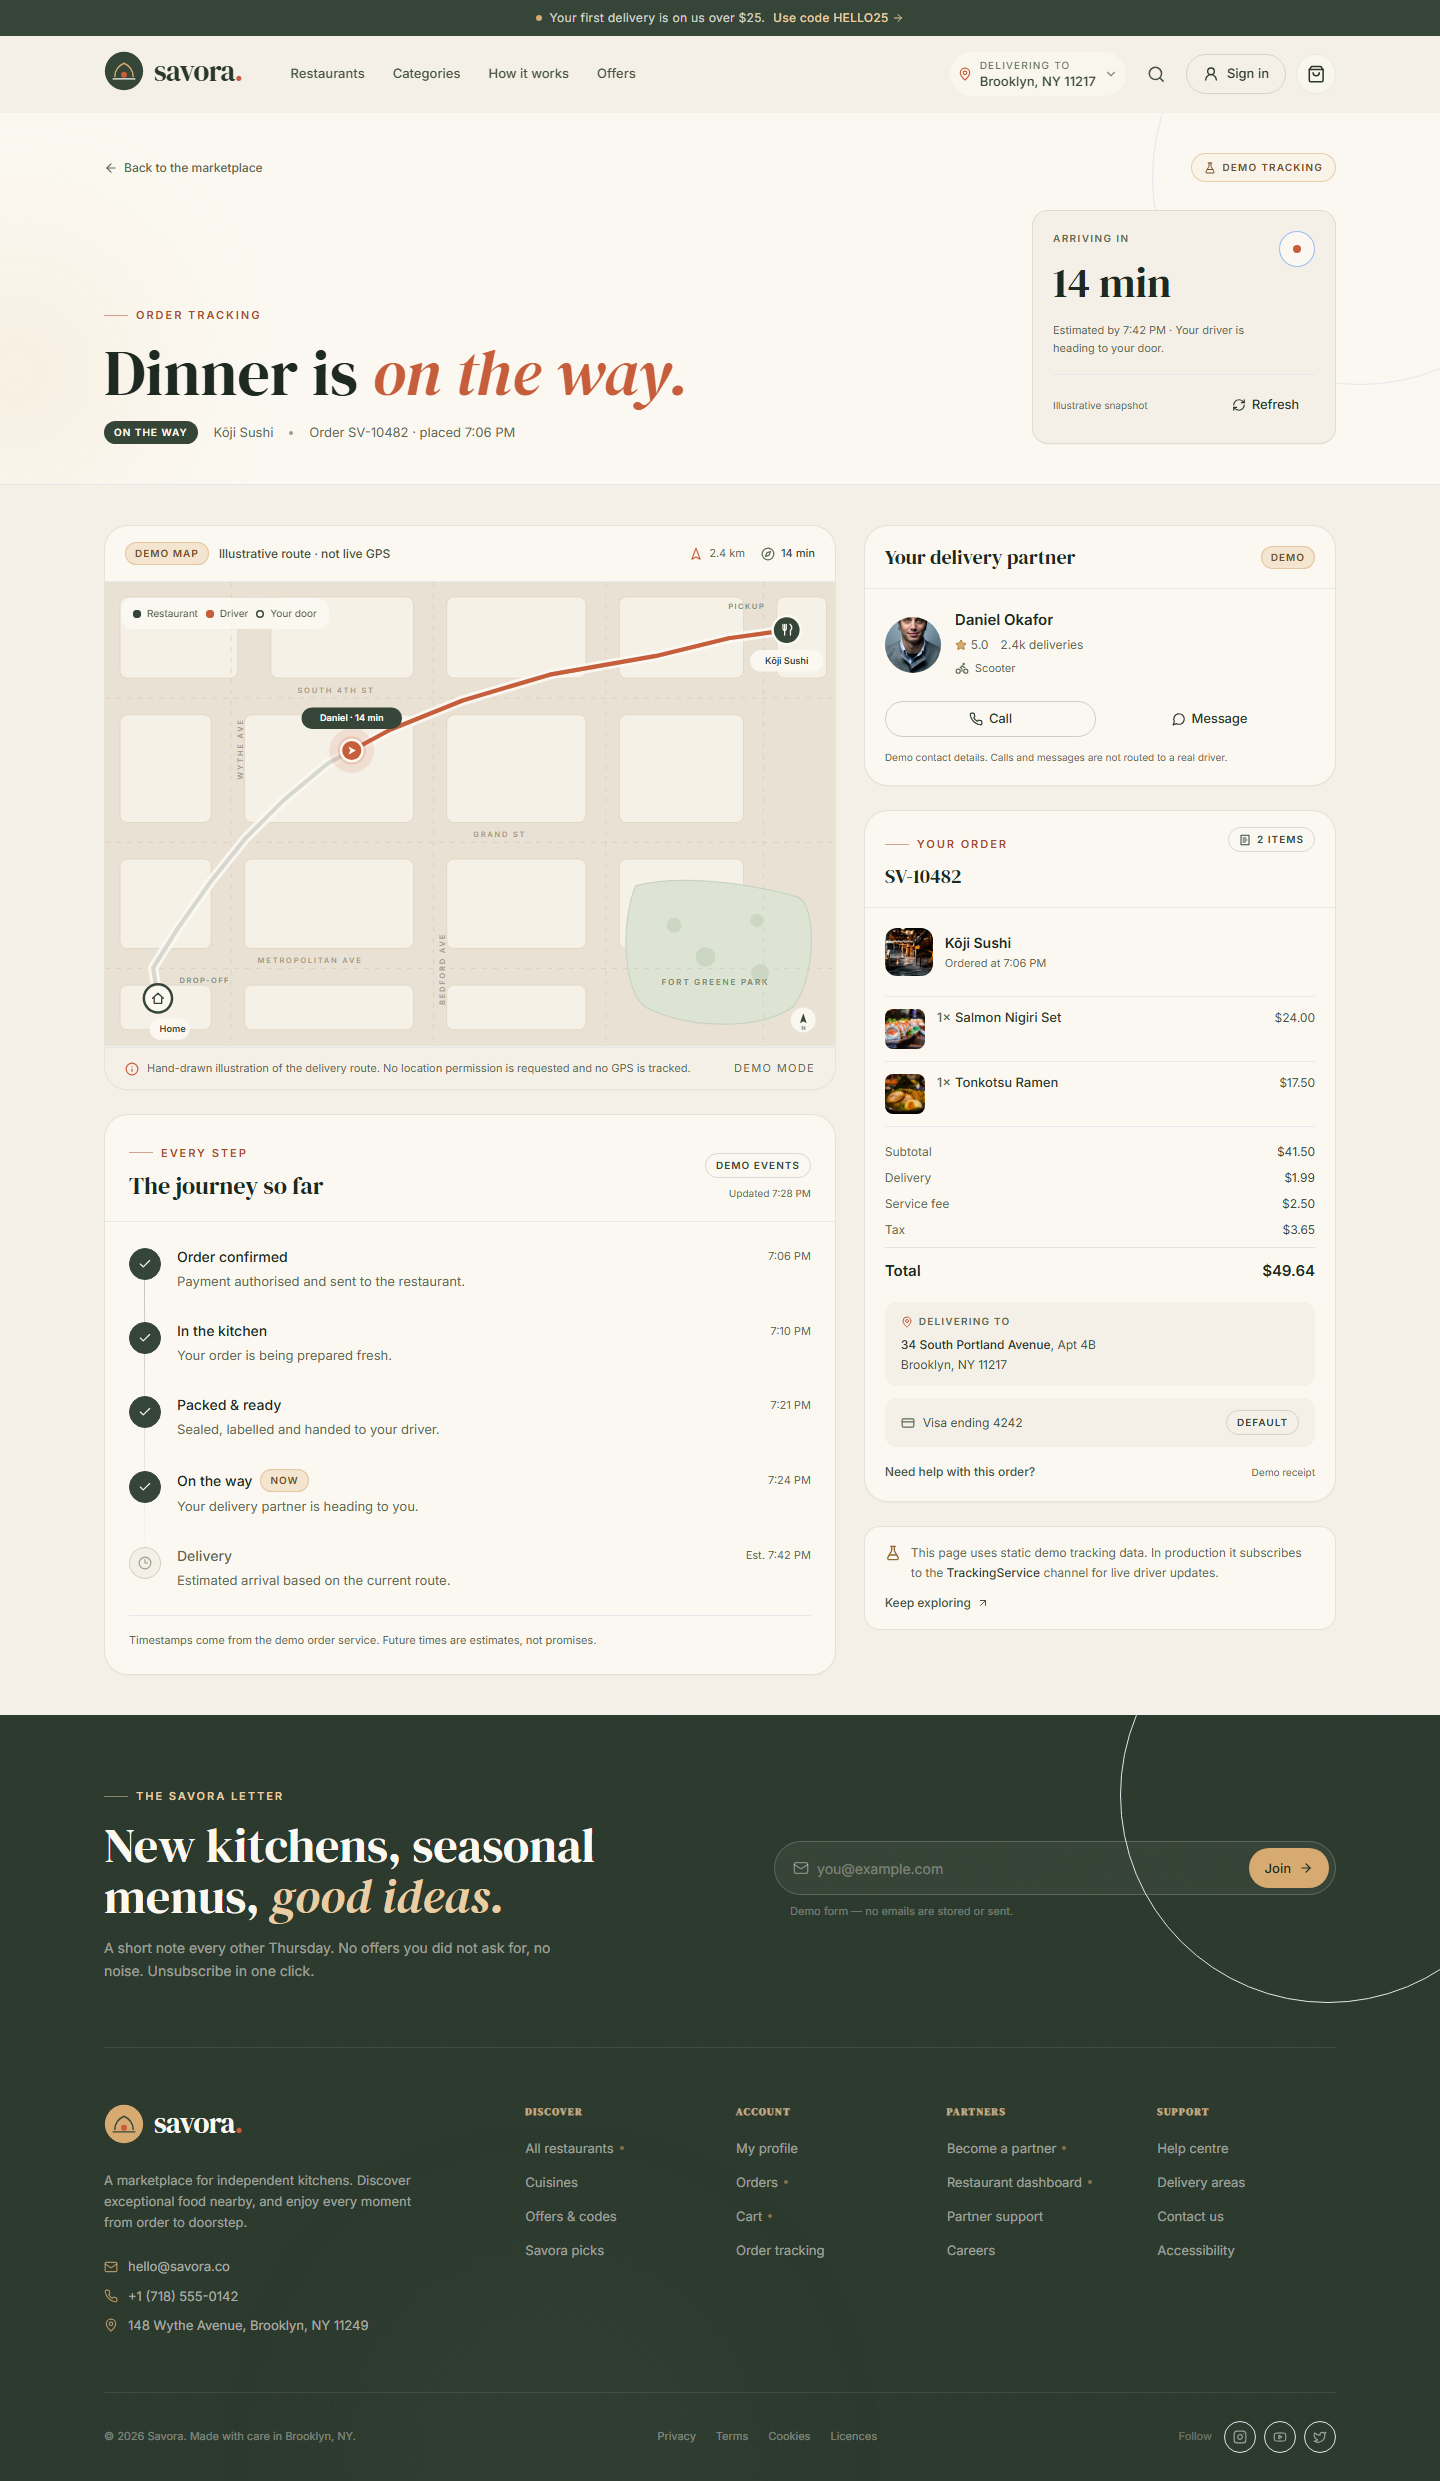 Your first delivery is on us over $25. Use code HELLO25
savora.
Restaurants Categories How it works Offers
DELIVERING TO
Brooklyn, NY 11217
Sign in
Back to the marketplace
DEMO TRACKING
ARRIVING IN
14 min
Estimated by 7:42 PM · Your driver is
heading to your door.
Illustrative snapshot
Refresh
ORDER TRACKING
Dinner is on the way.
ON THE WAY
Kōji Sushi • Order SV-10482 · placed 7:06 PM
DEMO MAP
Illustrative route · not live GPS
2.4 km
14 min
Restaurant Driver Your door
PICKUP
Kōji Sushi
SOUTH 4TH ST
Daniel · 14 min
WYTHE AVE
GRAND ST
METROPOLITAN AVE
BEDFORD AVE
FORT GREENE PARK
DROP-OFF
Home
N
Hand-drawn illustration of the delivery route. No location permission is requested and no GPS is tracked.
DEMO MODE
EVERY STEP
The journey so far
DEMO EVENTS
Updated 7:28 PM
Order confirmed
7:06 PM
Payment authorised and sent to the restaurant.
In the kitchen
7:10 PM
Your order is being prepared fresh.
Packed & ready
7:21 PM
Sealed, labelled and handed to your driver.
On the way
NOW
7:24 PM
Your delivery partner is heading to you.
Delivery
Est. 7:42 PM
Estimated arrival based on the current route.
Timestamps come from the demo order service. Future times are estimates, not promises.
Your delivery partner
DEMO
Daniel Okafor
5.0 2.4k deliveries
Scooter
Call
Message
Demo contact details. Calls and messages are not routed to a real driver.
YOUR ORDER
2 ITEMS
SV-10482
Kōji Sushi
Ordered at 7:06 PM
1× Salmon Nigiri Set
$24.00
1× Tonkotsu Ramen
$17.50
Subtotal
$41.50
Delivery
$1.99
Service fee
$2.50
Tax
$3.65
Total
$49.64
DELIVERING TO
34 South Portland Avenue, Apt 4B
Brooklyn, NY 11217
Visa ending 4242
DEFAULT
Need help with this order?
Demo receipt
This page uses static demo tracking data. In production it subscribes
to the TrackingService channel for live driver updates.
Keep exploring
THE SAVORA LETTER
New kitchens, seasonal
menus, good ideas.
A short note every other Thursday. No offers you did not ask for, no
noise. Unsubscribe in one click.
you@example.com
Join
Demo form — no emails are stored or sent.
savora.
A marketplace for independent kitchens. Discover
exceptional food nearby, and enjoy every moment
from order to doorstep.
hello@savora.co
+1 (718) 555-0142
148 Wythe Avenue, Brooklyn, NY 11249
DISCOVER
All restaurants
Cuisines
Offers & codes
Savora picks
ACCOUNT
My profile
Orders
Cart
Order tracking
PARTNERS
Become a partner
Restaurant dashboard
Partner support
Careers
SUPPORT
Help centre
Delivery areas
Contact us
Accessibility
© 2026 Savora. Made with care in Brooklyn, NY.
Privacy Terms Cookies Licences
Follow